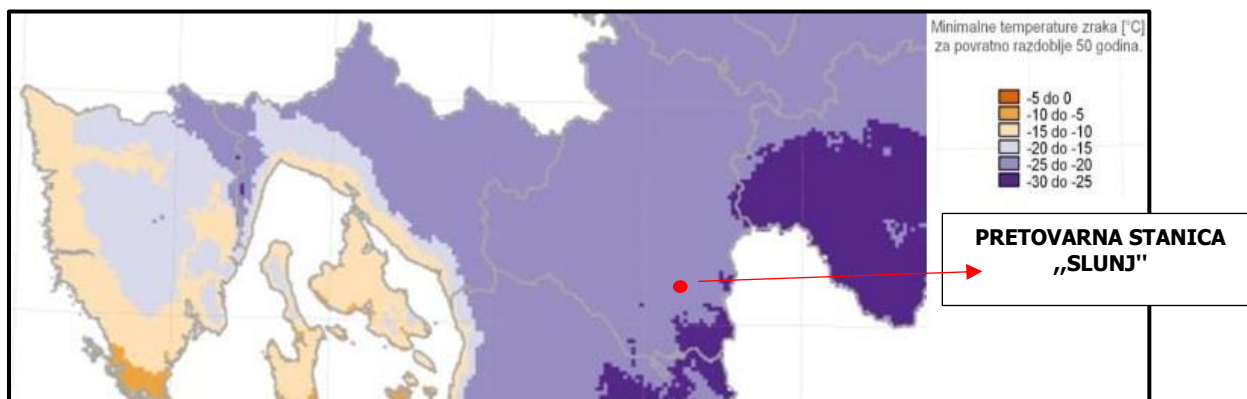 Minimalne temperature zraka [°C]
za povratno razdoblje 50 godina.
-5 do 0
-10 do -5
-15 do -10
-20 do -15
-25 do -20
-30 do -25
PRETOVARNA STANICA
,,SLUNJ''